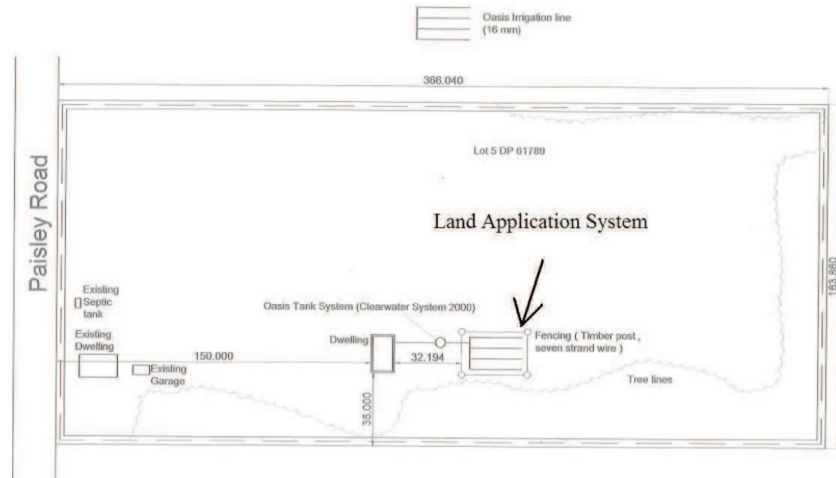 Oasis Irrigation line
(16 mm)
366.040
Lot 5 DP 61789
Paisley Road
Land Application System
183.860
Existing
Septic
tank
Oasis Tank System (Clearwater System 2000)
Existing
Dwelling
Dwelling
Fencing ( Timber post ,
seven strand wire )
150.000
32.194
Existing
Garage
Tree lines
35.000